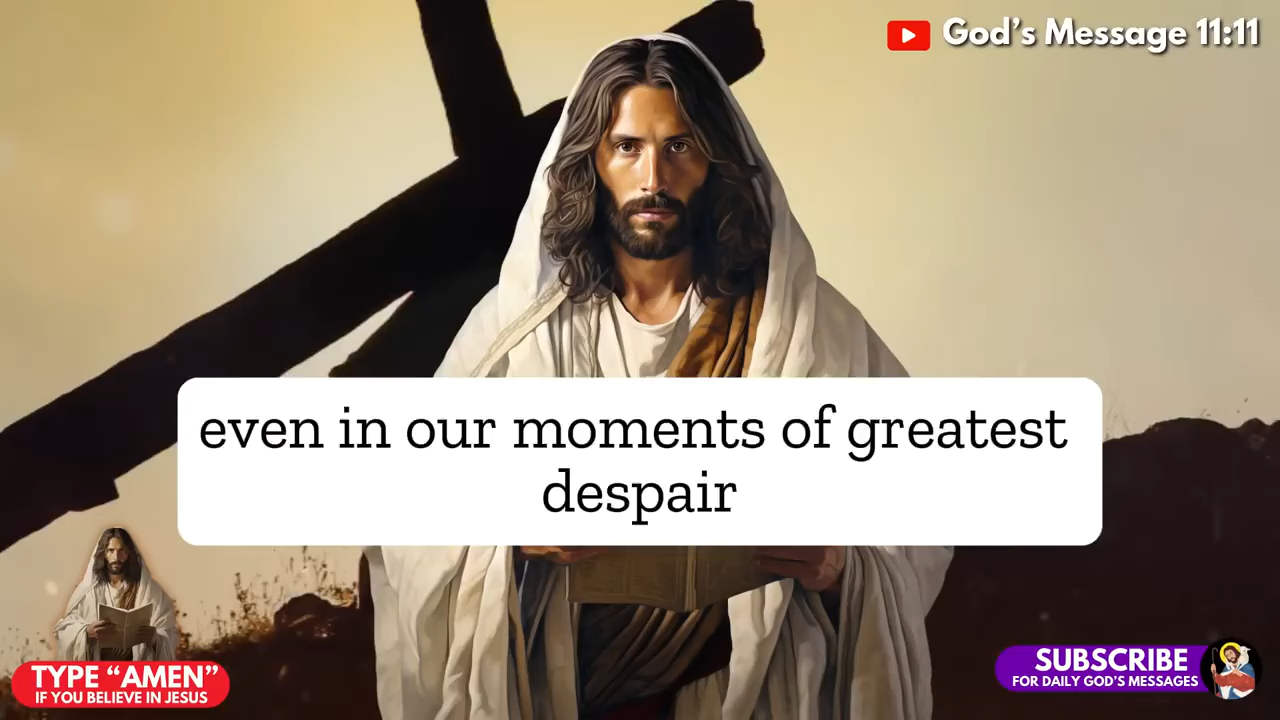 God's Message 11:11
even in our moments of greatest
despair
TYPE “AMEN”
IF YOU BELIEVE IN JESUS
SUBSCRIBE
FOR DAILY GOD'S MESSAGES